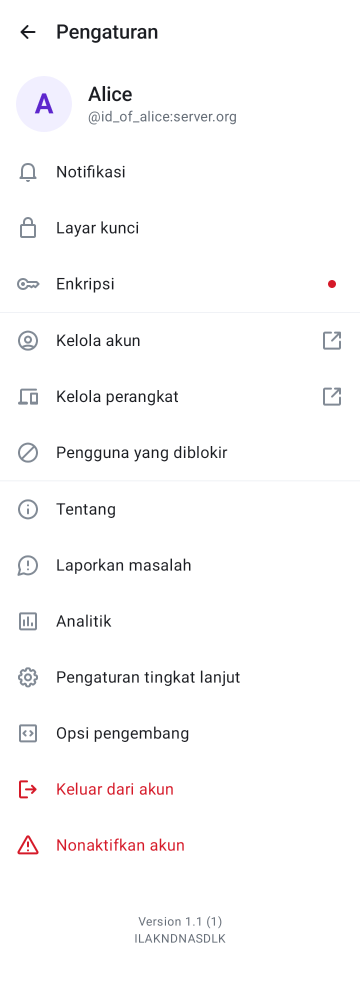 Pengaturan
A
Alice
@id_of_alice:server.org
Notifikasi
Layar kunci
Enkripsi
Kelola akun
Kelola perangkat
Pengguna yang diblokir
Tentang
Laporkan masalah
Analitik
Pengaturan tingkat lanjut
Opsi pengembang
Keluar dari akun
Nonaktifkan akun
Version 1.1 (1)
ILAKNDNASDLK